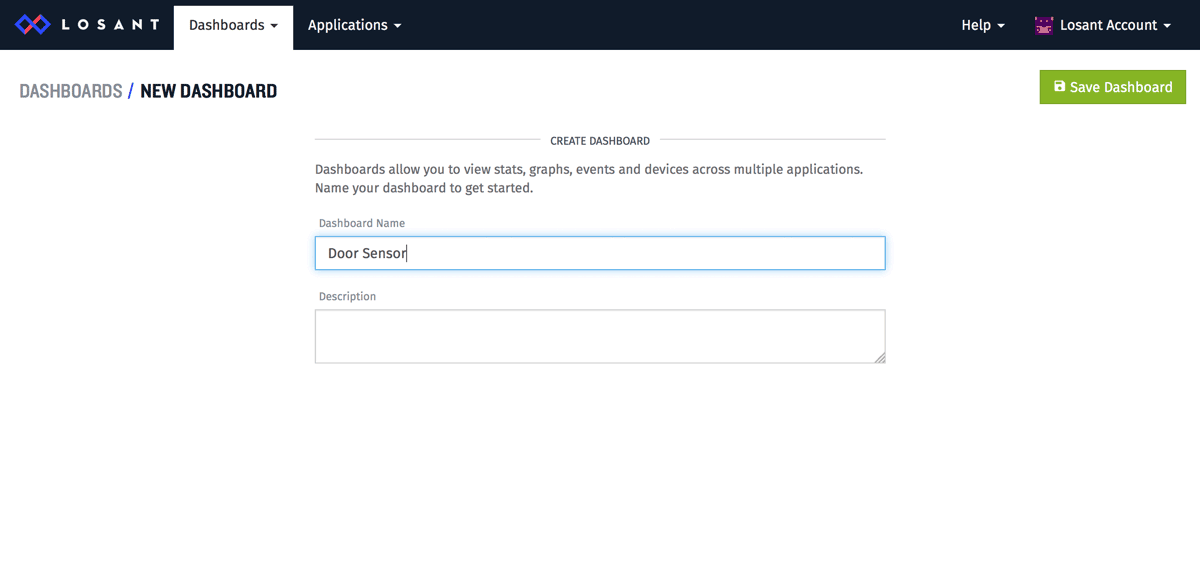 LOSANT Dashboards Applications Help Losant Account
DASHBOARDS / NEW DASHBOARD
Save Dashboard
CREATE DASHBOARD
Dashboards allow you to view stats, graphs, events and devices across multiple applications.
Name your dashboard to get started.
Dashboard Name
Door Sensor
Description